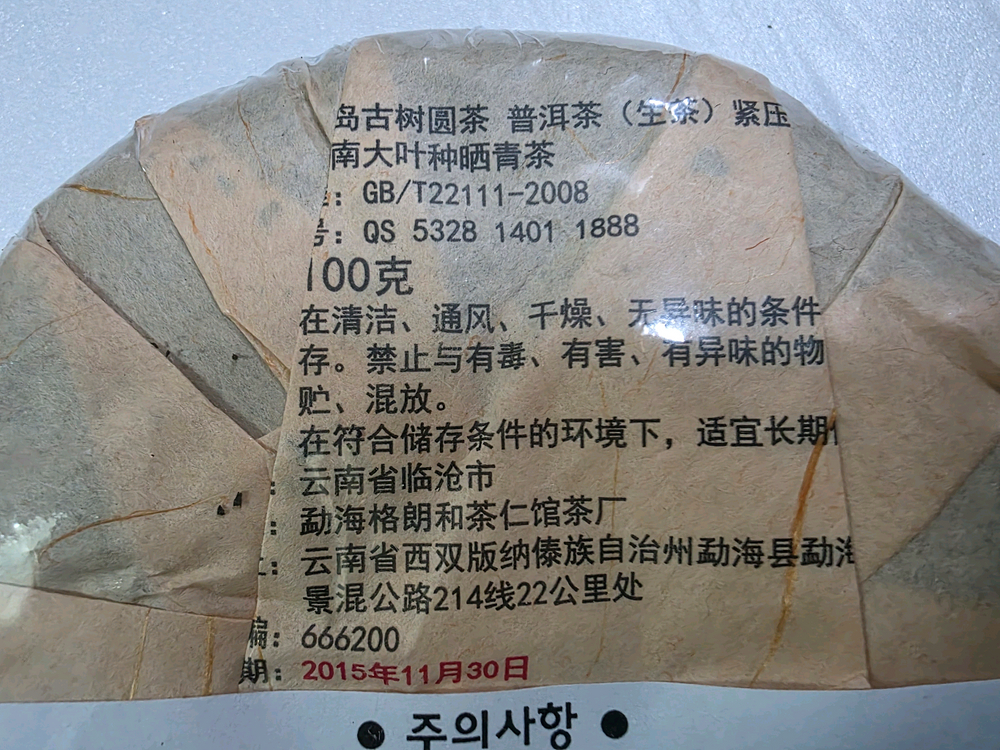 岛古树圆茶 普洱茶（生茶）紧压
南大叶种晒青茶
：GB/T22111-2008
号：QS 5328 1401 1888
100克
在清洁、通风、干燥、无异味的条件
存。禁止与有毒、有害、有异味的物
贮、混放。
在符合储存条件的环境下，适宜长期
：云南省临沧市
：勐海格朗和茶仁馆茶厂
：云南省西双版纳傣族自治州勐海县勐海
景混公路214线22公里处
编：666200
期：2015年11月30日
● 주의사항 ●